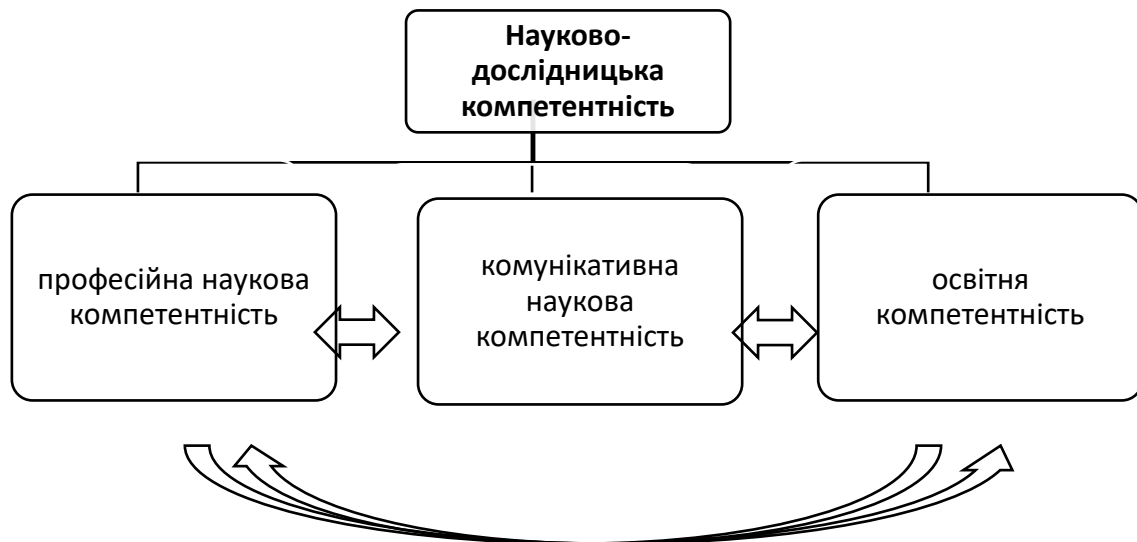 Науково-
дослідницька
компетентність
професійна наукова
компетентність
комунікативна
наукова
компетентність
освітня
компетентність